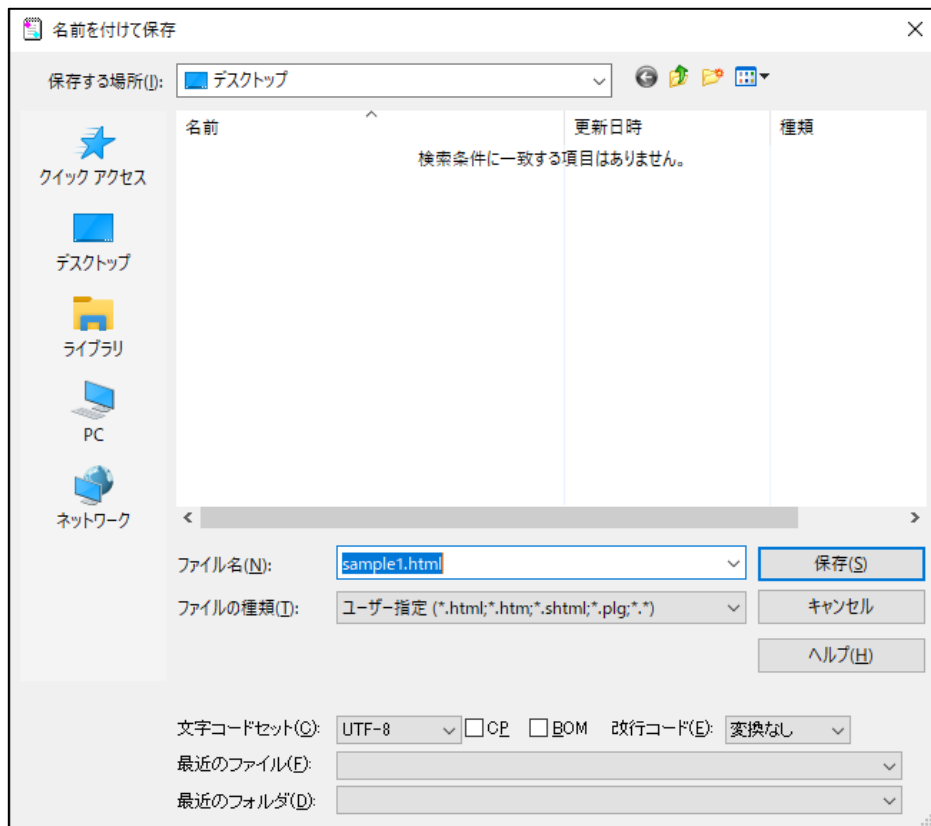 名前を付けて保存
保存する場所(I): デスクトップ
名前 更新日時 種類
検索条件に一致する項目はありません。
クイック アクセス
デスクトップ
ライブラリ
PC
ネットワーク
ファイル名(N): sample1.html 保存(S)
ファイルの種類(T): ユーザー指定 (*.html;*.htm;*.shtml;*.plg;*.*) キャンセル
ヘルプ(H)
文字コードセット(C): UTF-8 CP BOM 改行コード(E): 変換なし
最近のファイル(F):
最近のフォルダ(D):